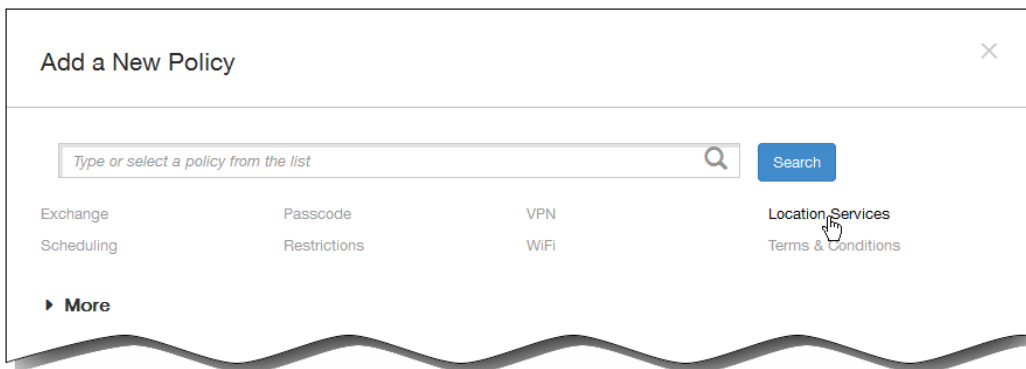 Add a New Policy
Type or select a policy from the list
Search
Exchange Passcode VPN Location Services
Scheduling Restrictions WiFi Terms & Conditions
More